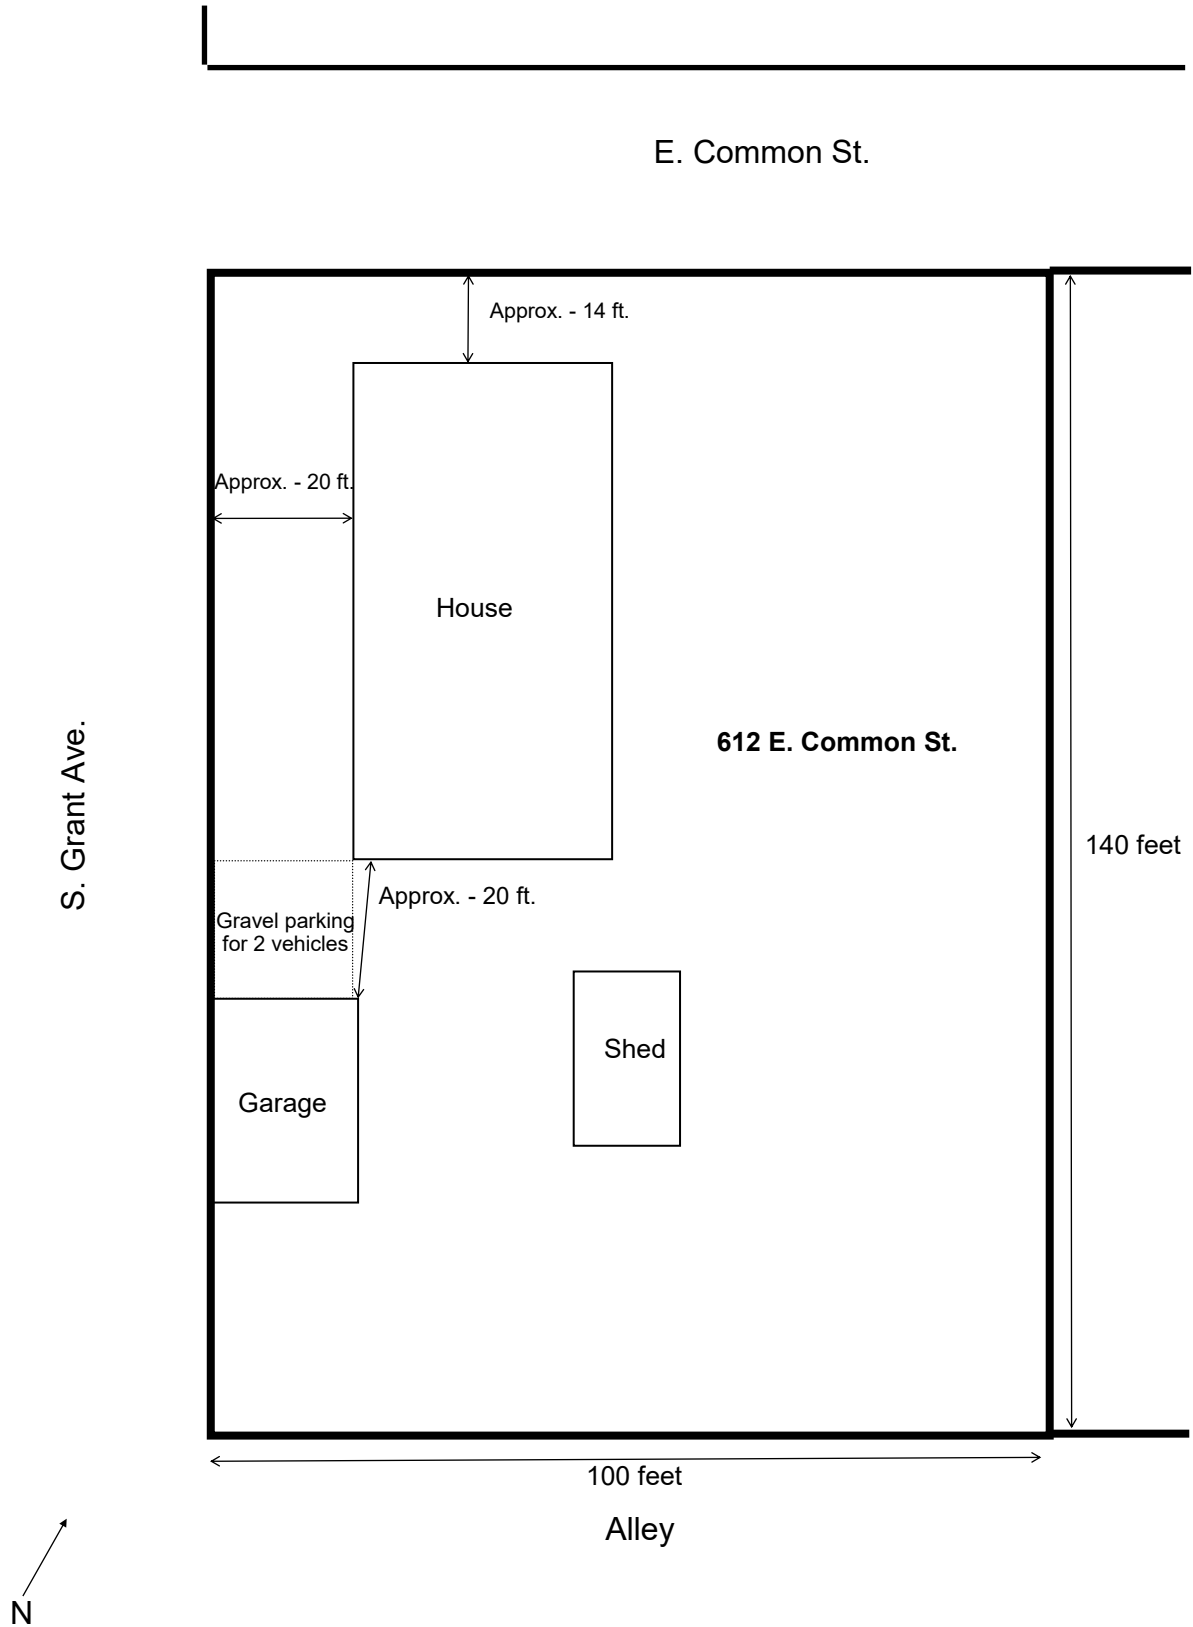 E. Common St.
Approx. - 14 ft.
Approx. - 20 ft.
House
612 E. Common St.
S. Grant Ave.
140 feet
Approx. - 20 ft.
Gravel parking
for 2 vehicles
Shed
Garage
100 feet
Alley
N